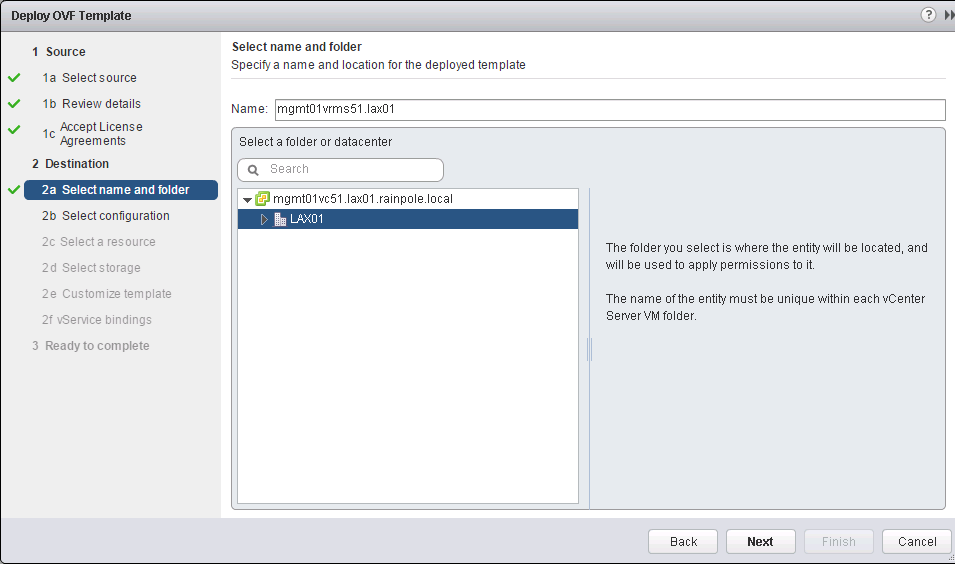 Deploy OVF Template
?
1 Source
1a Select source
1b Review details
1c Accept License
Agreements
2 Destination
2a Select name and folder
2b Select configuration
2c Select a resource
2d Select storage
2e Customize template
2f vService bindings
3 Ready to complete
Select name and folder
Specify a name and location for the deployed template
Name: mgmt01vrms51.lax01
Select a folder or datacenter
Search
mgmt01vc51.lax01.rainpole.local
LAX01
The folder you select is where the entity will be located, and
will be used to apply permissions to it.
The name of the entity must be unique within each vCenter
Server VM folder.
Back
Next
Finish
Cancel